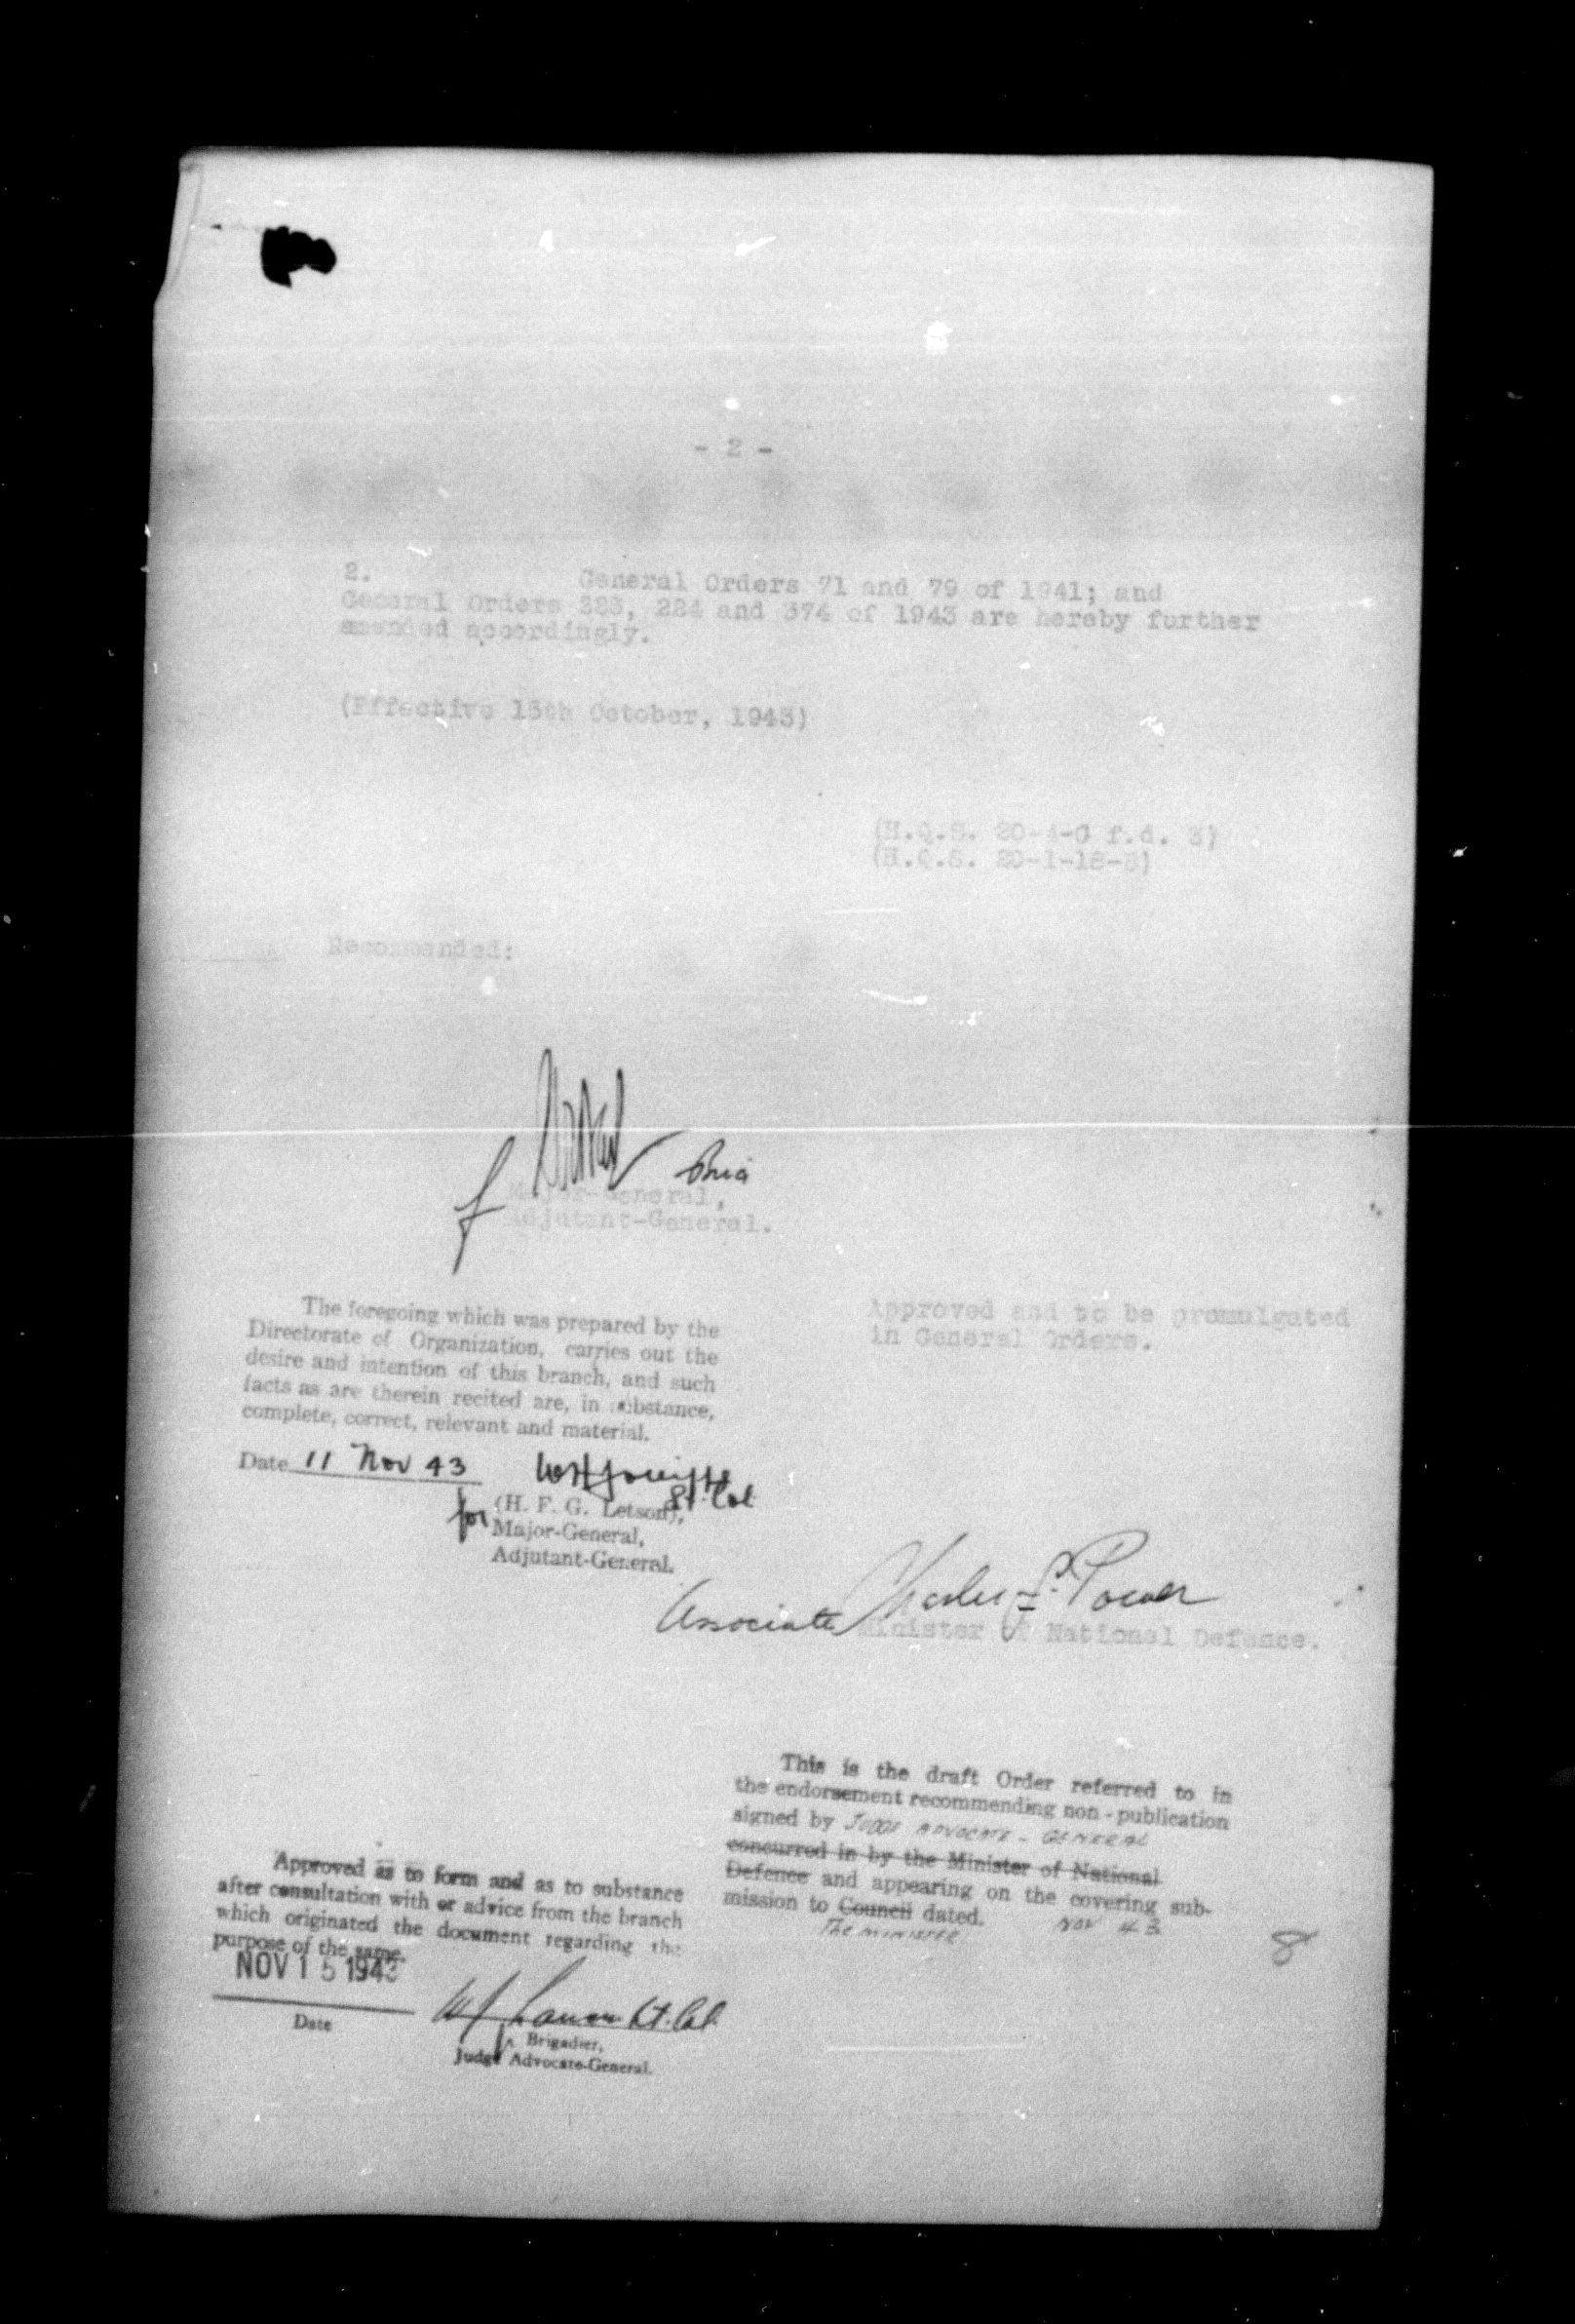 - 2 -
2. General Orders 71 and 79 of 1941; and
General Orders 223, 224 and 374 of 1943 are hereby further
amended accordingly.
(Effective 15th October, 1943)
(H.Q.S. 20-4-0 f.d. 3)
(H.Q.S. 20-1-18-3)
Recommended:
Major-General,
Adjutant-General.
The foregoing which was prepared by the
Directorate of Organization, carries out the
desire and intention of this branch, and such
facts as are therein recited are, in substance,
complete, correct, relevant and material.
Date 11 Nov 43
Lt. Col.
for (H. F. G. Letson),
Major-General,
Adjutant-General.
Approved and to be promulgated
in General Orders.
Charles G. Power
Associate Minister of National Defence.
Approved as to form and as to substance
after consultation with or advice from the branch
which originated the document regarding the
purpose of the same.
NOV 15 1943
Date
Lt. Col.
Brigadier,
Judge Advocate-General.
This is the draft Order referred to in
the endorsement recommending non-publication
signed by JUDGE ADVOCATE-GENERAL
concurred in by the Minister of National
Defence and appearing on the covering sub-
mission to Council dated.
The Minister Nov 43
8